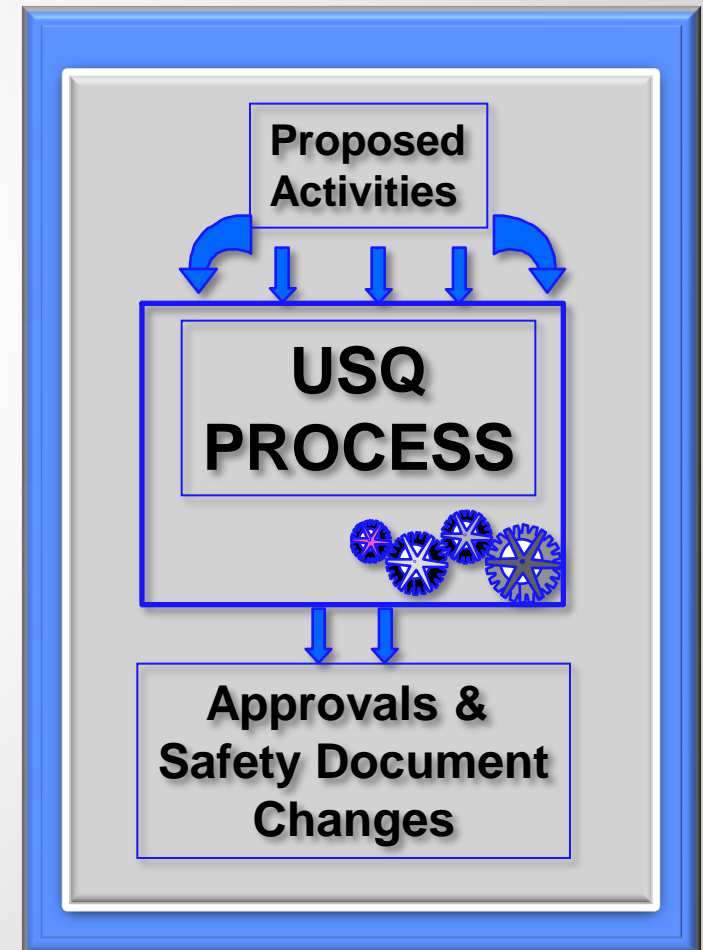 Proposed
Activities
USQ
PROCESS
Approvals &
Safety Document
Changes